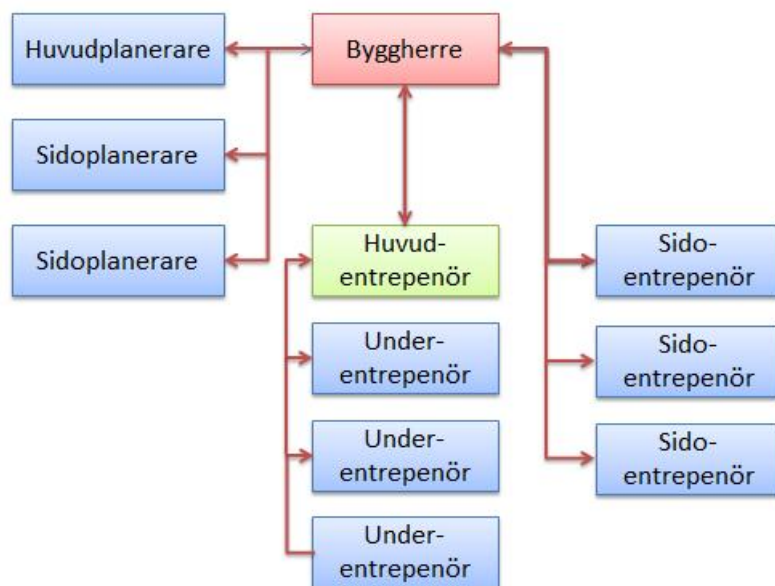 Huvudplanerare
Byggherre
Sidoplanerare
Sidoplanerare
Huvud-
entrepenör
Sido-
entrepenör
Under-
entrepenör
Sido-
entrepenör
Under-
entrepenör
Sido-
entrepenör
Under-
entrepenör